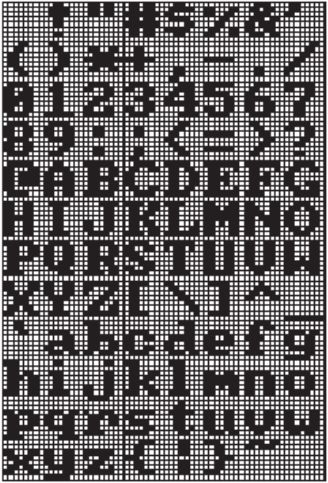 ! " # $ % & '
( ) * + , - . /
0 1 2 3 4 5 6 7
8 9 : ; < = > ?
@ A B C D E F G
H I J K L M N O
P Q R S T U V W
X Y Z [ \ ] ^ _
` a b c d e f g
h i j k l m n o
p q r s t u v w
x y z { | } ~